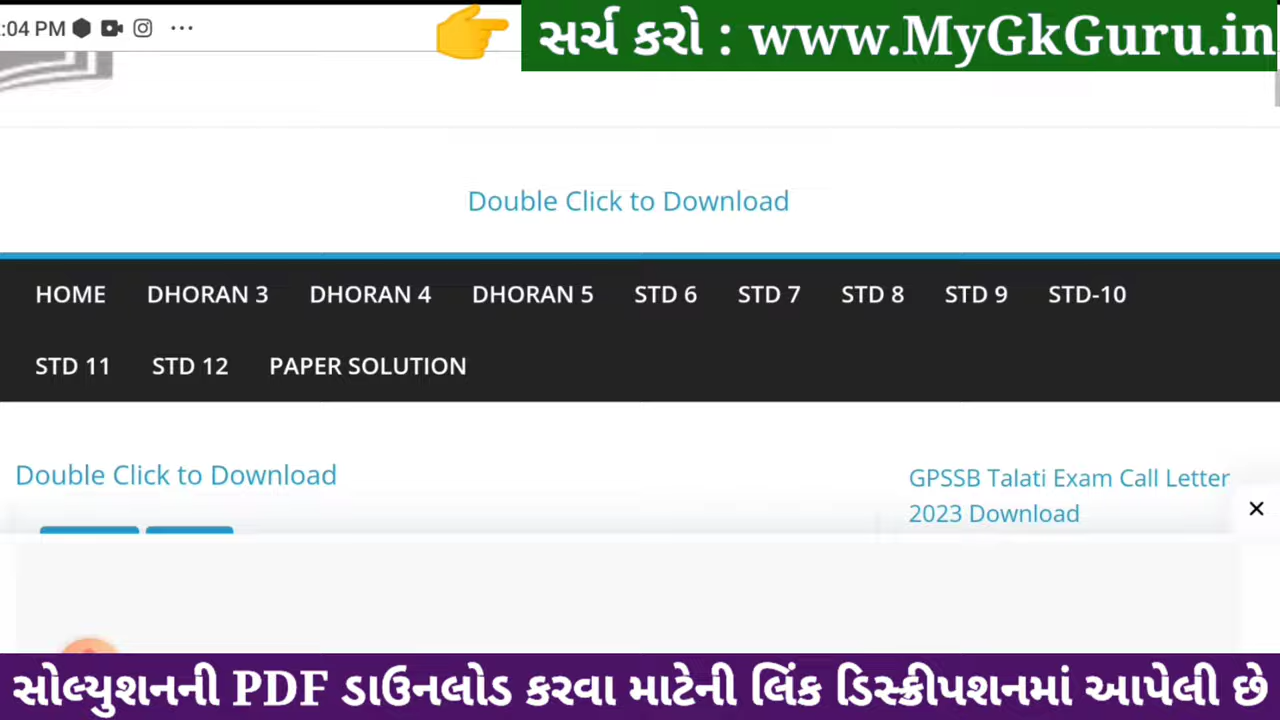 :04 PM
સર્ચ કરો : www.MyGkGuru.in
Double Click to Download
HOME DHORAN 3 DHORAN 4 DHORAN 5 STD 6 STD 7 STD 8 STD 9 STD-10
STD 11 STD 12 PAPER SOLUTION
Double Click to Download
GPSSB Talati Exam Call Letter
2023 Download
સોલ્યુશનની PDF ડાઉનલોડ કરવા માટેની લિંક ડિસ્ક્રીપશનમાં આપેલી છે